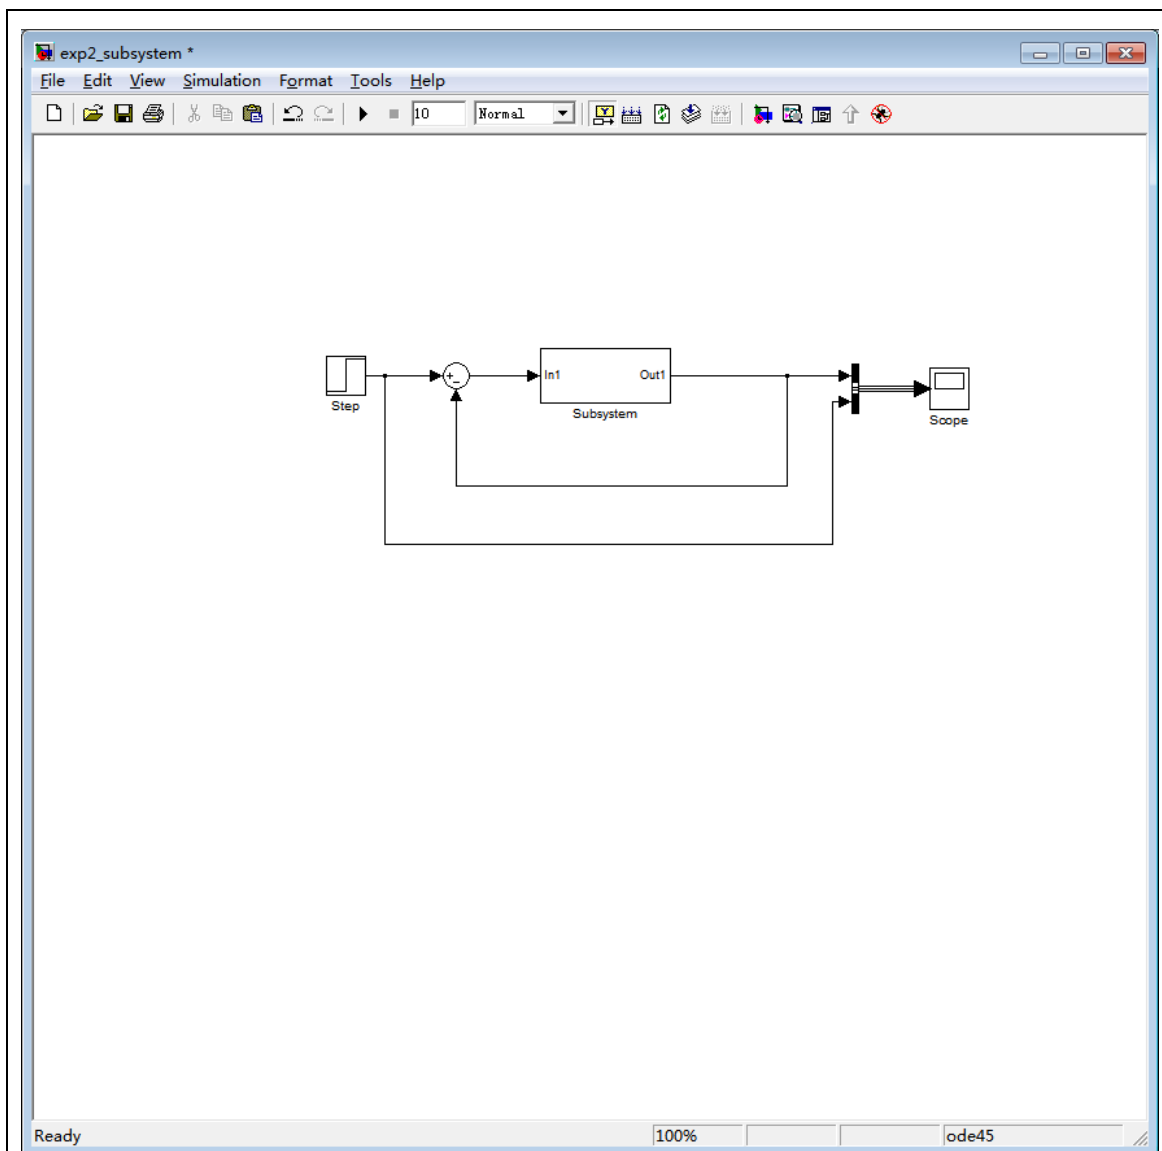 exp2_subsystem *
File Edit View Simulation Format Tools Help
10 Normal
In1 Out1
Step
Subsystem
Scope
Ready 100% ode45